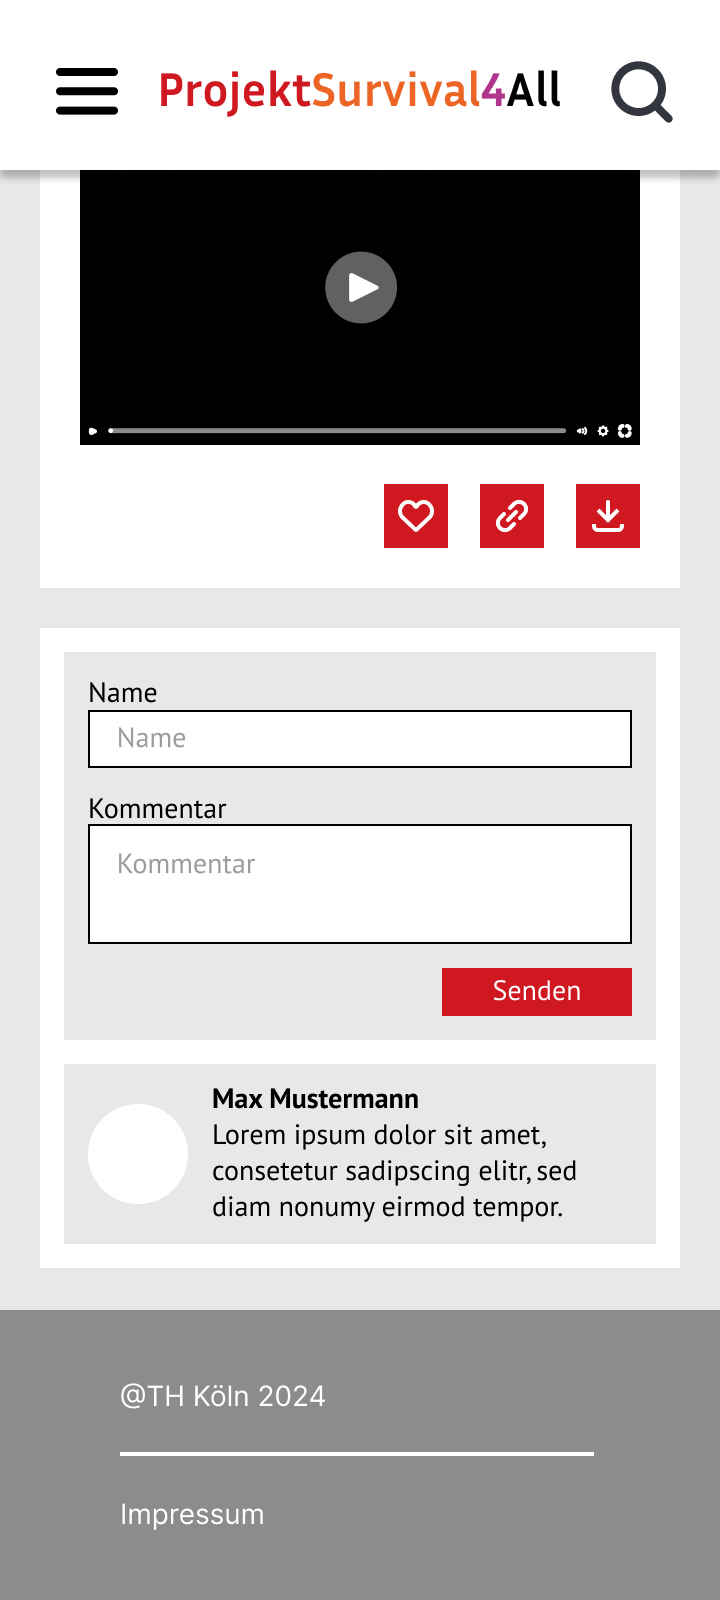 ProjektSurvival4All
Name
Name
Kommentar
Kommentar
Senden
Max Mustermann
Lorem ipsum dolor sit amet,
consetetur sadipscing elitr, sed
diam nonumy eirmod tempor.
@TH Köln 2024
Impressum